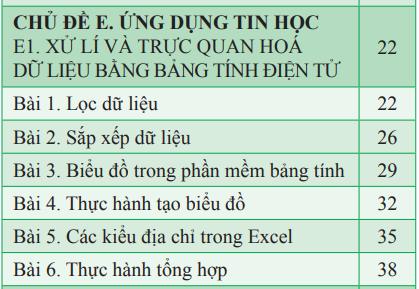 CHỦ ĐỀ E. ỨNG DỤNG TIN HỌC
E1. XỬ LÍ VÀ TRỰC QUAN HOÁ
DỮ LIỆU BẰNG BẢNG TÍNH ĐIỆN TỬ 22
Bài 1. Lọc dữ liệu 22
Bài 2. Sắp xếp dữ liệu 26
Bài 3. Biểu đồ trong phần mềm bảng tính 29
Bài 4. Thực hành tạo biểu đồ 32
Bài 5. Các kiểu địa chỉ trong Excel 35
Bài 6. Thực hành tổng hợp 38